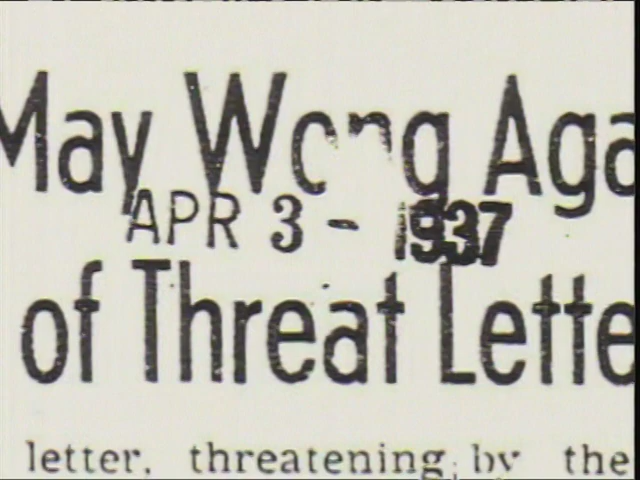 May Wong Aga
APR 3 - 1937
of Threat Lette
letter, threatening by the